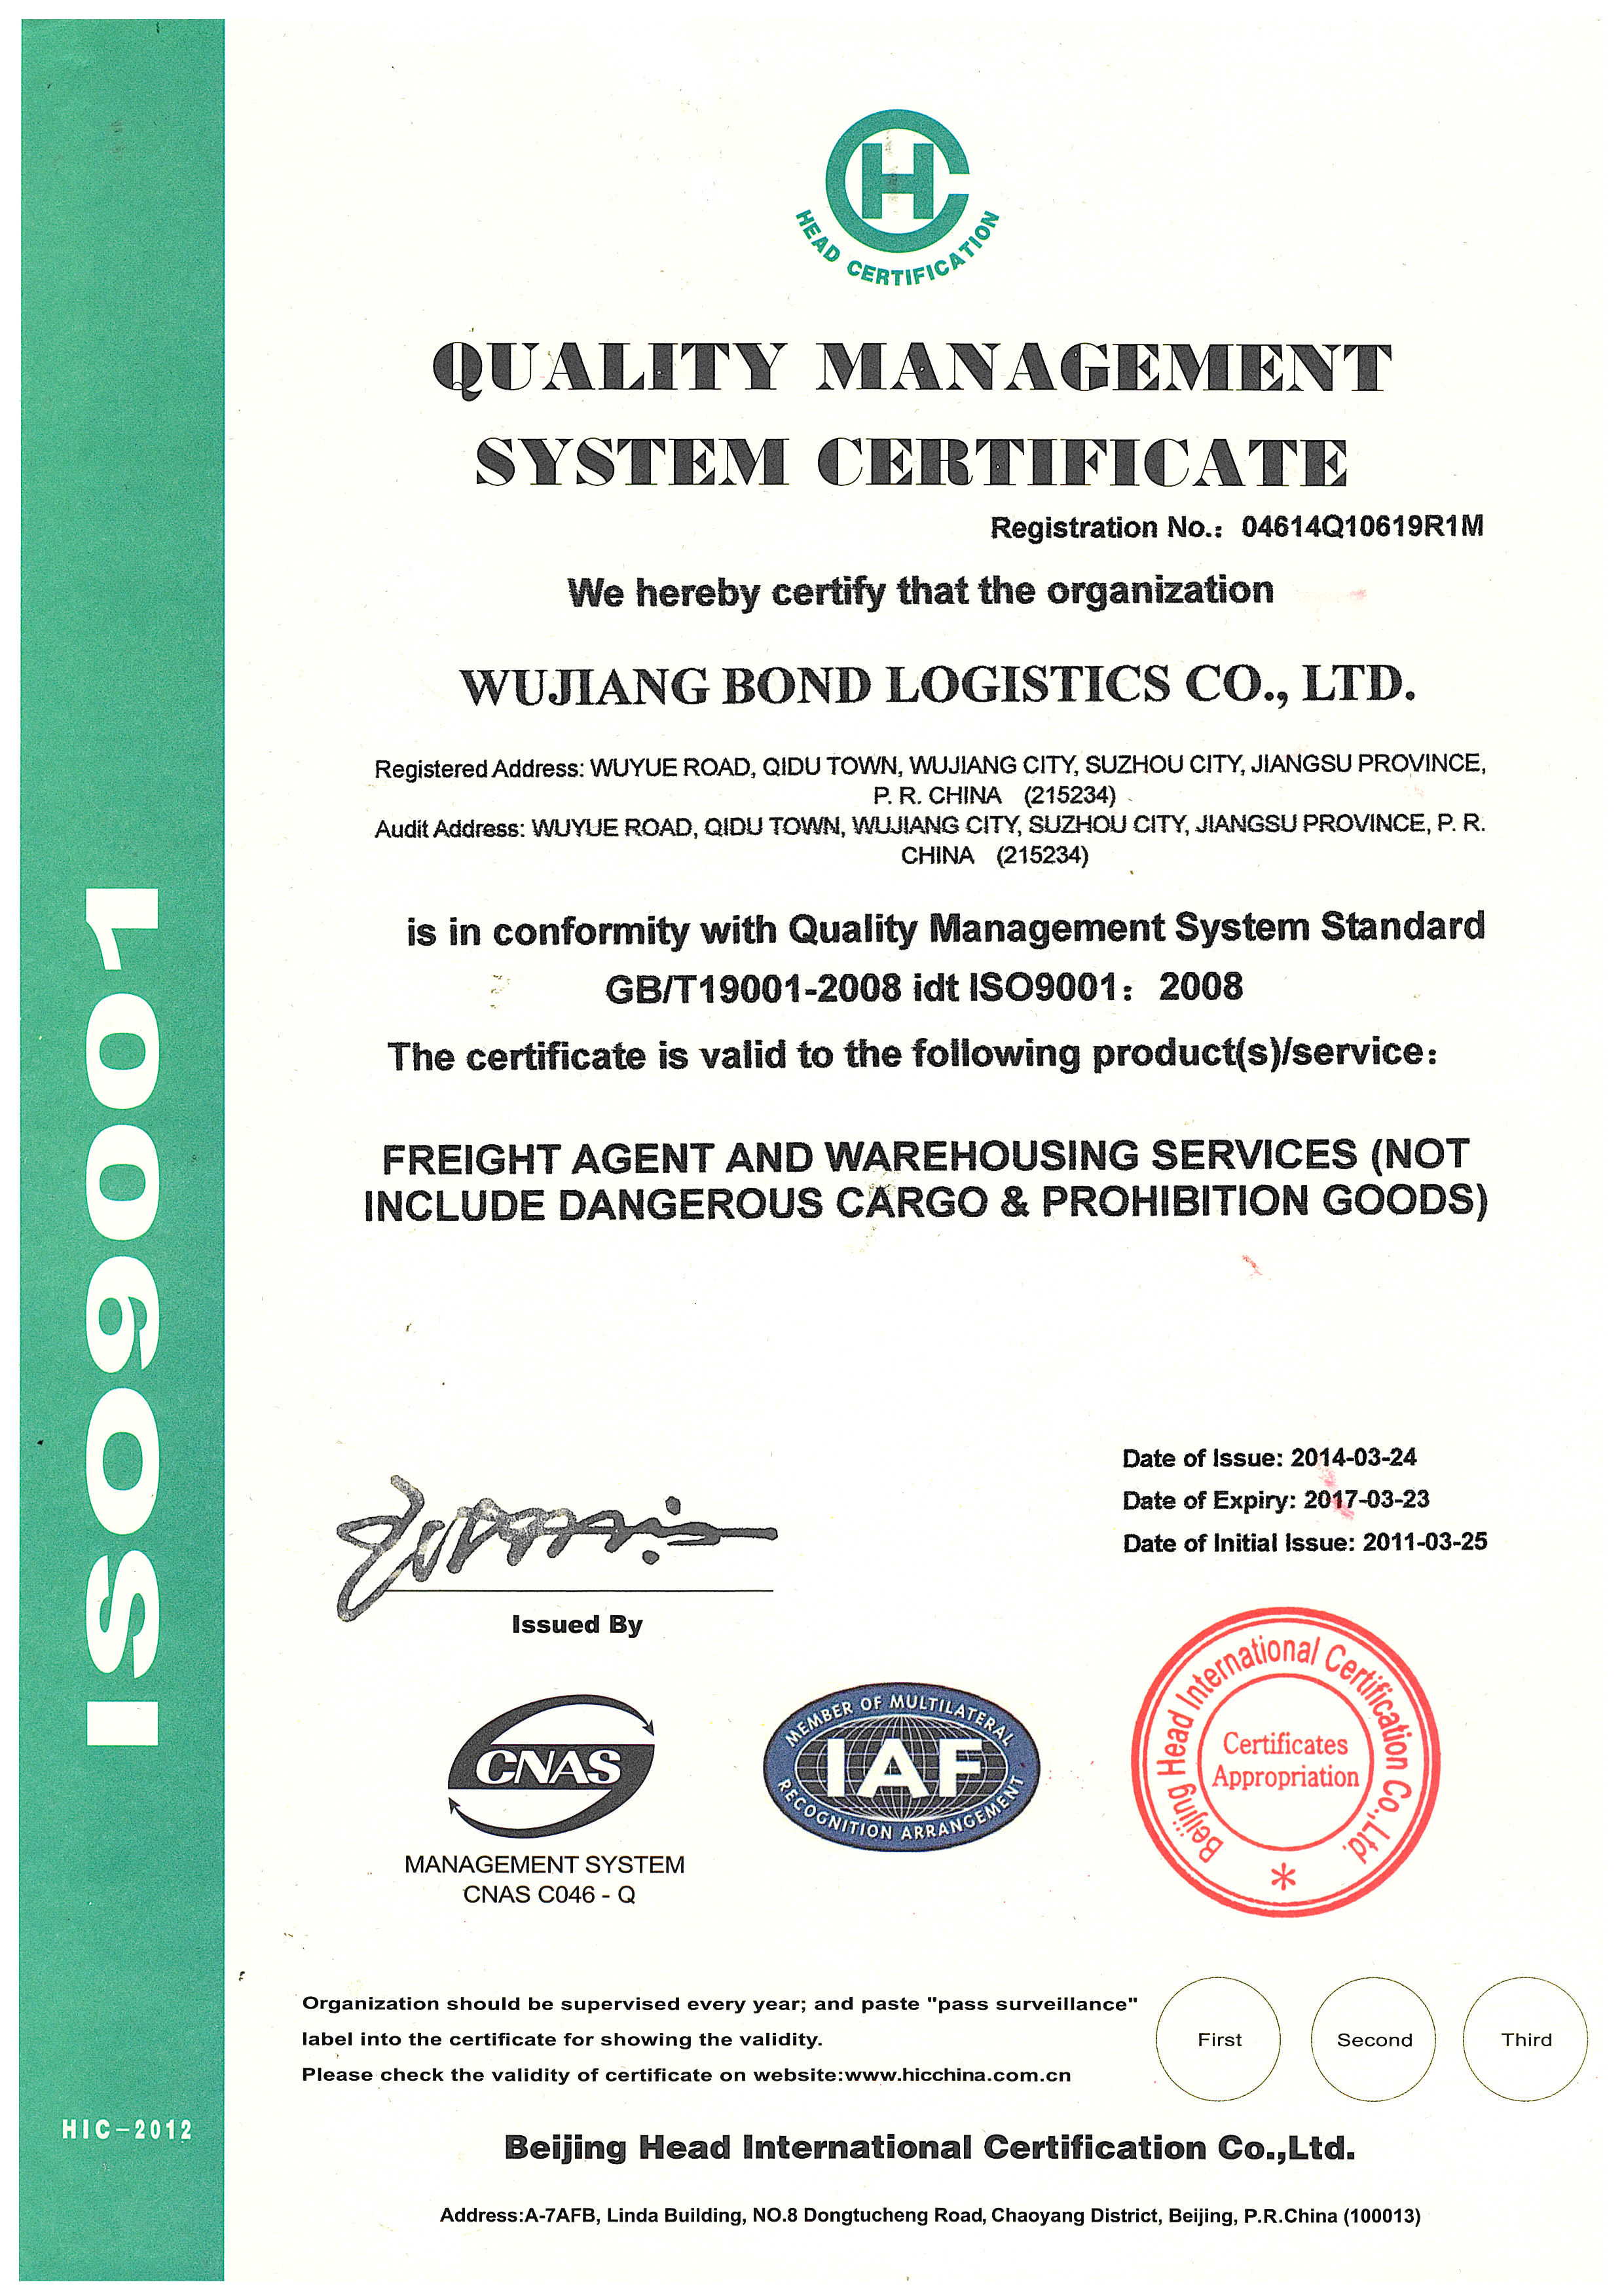 HC
HEAD CERTIFICATION
QUALITY MANAGEMENT
SYSTEM CERTIFICATE
Registration No.: 04614Q10619R1M
We hereby certify that the organization
WUJIANG BOND LOGISTICS CO., LTD.
Registered Address: WUYUE ROAD, QIDU TOWN, WUJIANG CITY, SUZHOU CITY, JIANGSU PROVINCE,
P. R. CHINA (215234)
Audit Address: WUYUE ROAD, QIDU TOWN, WUJIANG CITY, SUZHOU CITY, JIANGSU PROVINCE, P. R.
CHINA (215234)
is in conformity with Quality Management System Standard
GB/T19001-2008 idt ISO9001： 2008
The certificate is valid to the following product(s)/service:
FREIGHT AGENT AND WAREHOUSING SERVICES (NOT
INCLUDE DANGEROUS CARGO & PROHIBITION GOODS)
Date of Issue: 2014-03-24
Date of Expiry: 2017-03-23
Date of Initial Issue: 2011-03-25
Issued By
CNAS
MANAGEMENT SYSTEM
CNAS C046 - Q
MEMBER OF MULTILATERAL
IAF
RECOGNITION ARRANGEMENT
Beijing Head International Certification Co.,Ltd.
Certificates
Appropriation
*
Organization should be supervised every year; and paste "pass surveillance"
label into the certificate for showing the validity.
Please check the validity of certificate on website:www.hicchina.com.cn
First
Second
Third
Beijing Head International Certification Co.,Ltd.
Address:A-7AFB, Linda Building, NO.8 Dongtucheng Road, Chaoyang District, Beijing, P.R.China (100013)
ISO9001
HIC-2012